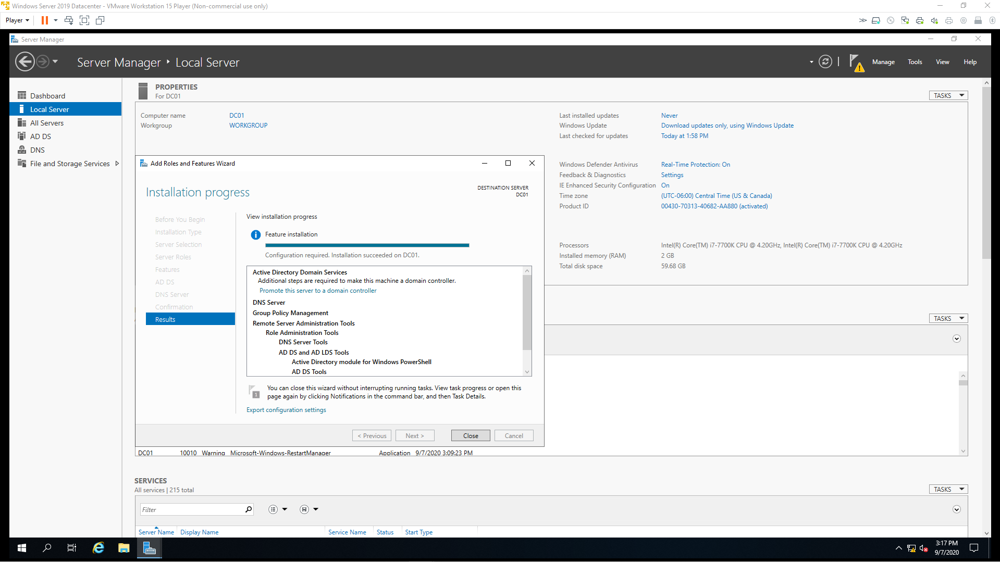 Windows Server 2019 Datacenter - VMware Workstation 15 Player (Non-commercial use only)
Player
Server Manager
Server Manager ‣ Local Server
Manage
Tools
View
Help
Dashboard
Local Server
All Servers
AD DS
DNS
File and Storage Services
PROPERTIES
For DC01
TASKS
Computer name DC01
Workgroup WORKGROUP
Last installed updates Never
Windows Update Download updates only, using Windows Update
Last checked for updates Today at 1:58 PM
Windows Defender Antivirus Real-Time Protection: On
Feedback & Diagnostics Settings
IE Enhanced Security Configuration On
Time zone (UTC-06:00) Central Time (US & Canada)
Product ID 00430-70313-40682-AA880 (activated)
Processors Intel(R) Core(TM) i7-7700K CPU @ 4.20GHz, Intel(R) Core(TM) i7-7700K CPU @ 4.20GHz
Installed memory (RAM) 2 GB
Total disk space 59.68 GB
Add Roles and Features Wizard
Installation progress
DESTINATION SERVER
DC01
Before You Begin
Installation Type
Server Selection
Server Roles
Features
AD DS
DNS Server
Confirmation
Results
View installation progress
Feature installation
Configuration required. Installation succeeded on DC01.
Active Directory Domain Services
Additional steps are required to make this machine a domain controller.
Promote this server to a domain controller
DNS Server
Group Policy Management
Remote Server Administration Tools
Role Administration Tools
DNS Server Tools
AD DS and AD LDS Tools
Active Directory module for Windows PowerShell
AD DS Tools
1
You can close this wizard without interrupting running tasks. View task progress or open this
page again by clicking Notifications in the command bar, and then Task Details.
Export configuration settings
< Previous
Next >
Close
Cancel
TASKS
DC01 10010 Warning Microsoft-Windows-RestartManager Application 9/7/2020 3:09:23 PM
SERVICES
All services | 215 total
TASKS
Filter
Server Name Display Name Service Name Status Start Type
3:17 PM
9/7/2020